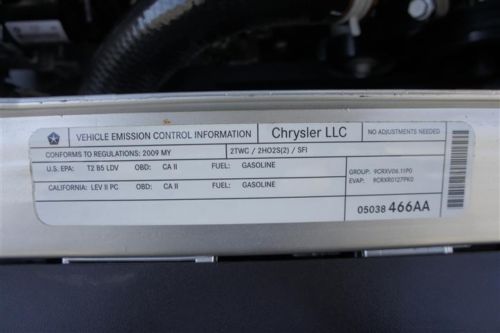 VEHICLE EMISSION CONTROL INFORMATION Chrysler LLC NO ADJUSTMENTS NEEDED
CONFORMS TO REGULATIONS: 2009 MY 2TWC / 2HO2S(2) / SFI
U.S. EPA: T2 B5 LDV OBD: CA II FUEL: GASOLINE
CALIFORNIA: LEV II PC OBD: CA II FUEL: GASOLINE
GROUP: 9CRXV06.11P0
EVAP: 9CRXR0127PK0
05038 466AA